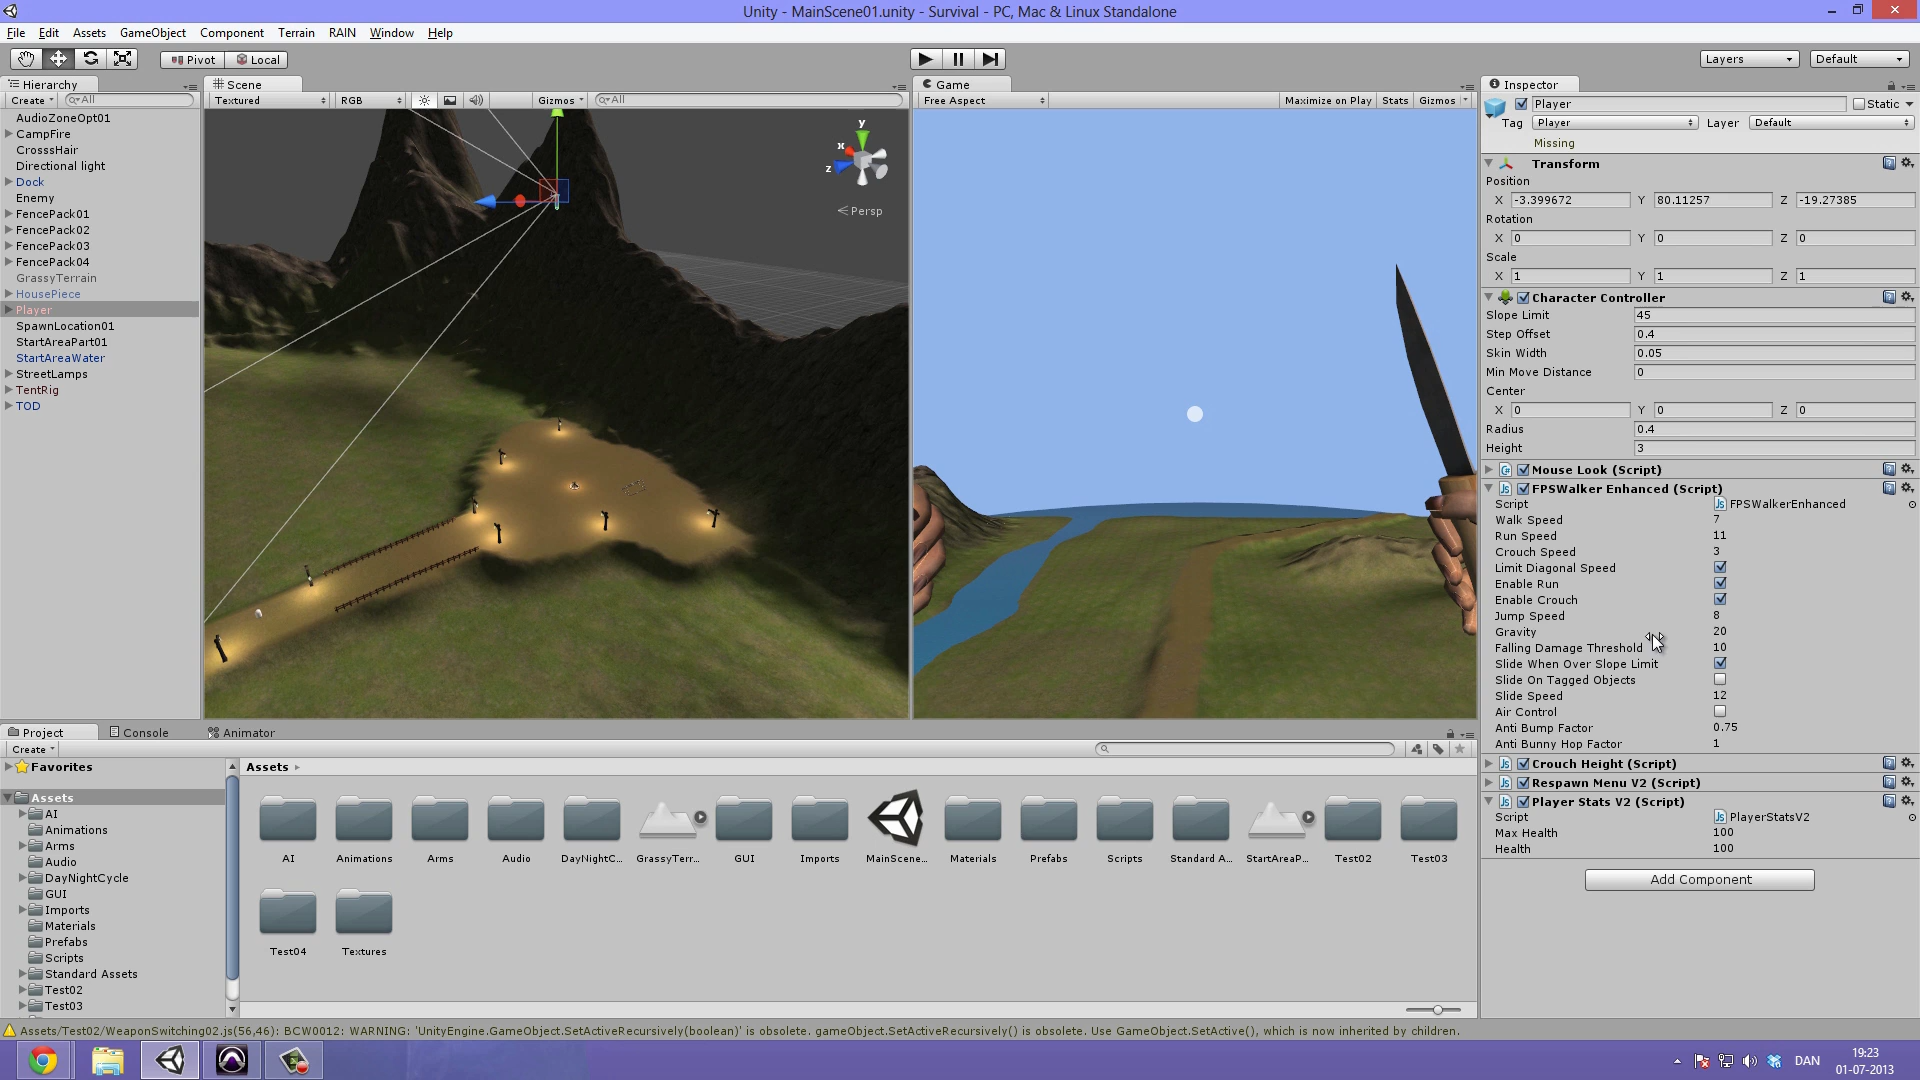 Unity - MainScene01.unity - Survival - PC, Mac & Linux Standalone
File Edit Assets GameObject Component Terrain RAIN Window Help
Pivot Local Layers Default
Hierarchy
Create All
AudioZoneOpt01
CampFire
CrosssHair
Directional light
Dock
Enemy
FencePack01
FencePack02
FencePack03
FencePack04
GrassyTerrain
HousePiece
Player
SpawnLocation01
StartAreaPart01
StartAreaWater
StreetLamps
TentRig
TOD
Scene
Textured RGB Gizmos All
y
x
z
Persp
Game
Free Aspect Maximize on Play Stats Gizmos
Inspector
Player Static
Tag Player Layer Default
Missing
Transform
Position
X -3.399672 Y 80.11257 Z -19.27385
Rotation
X 0 Y 0 Z 0
Scale
X 1 Y 1 Z 1
Character Controller
Slope Limit 45
Step Offset 0.4
Skin Width 0.05
Min Move Distance 0
Center
X 0 Y 0 Z 0
Radius 0.4
Height 3
Mouse Look (Script)
FPSWalker Enhanced (Script)
Script FPSWalkerEnhanced
Walk Speed 7
Run Speed 11
Crouch Speed 3
Limit Diagonal Speed
Enable Run
Enable Crouch
Jump Speed 8
Gravity 20
Falling Damage Threshold 10
Slide When Over Slope Limit
Slide On Tagged Objects
Slide Speed 12
Air Control
Anti Bump Factor 0.75
Anti Bunny Hop Factor 1
Crouch Height (Script)
Respawn Menu V2 (Script)
Player Stats V2 (Script)
Script PlayerStatsV2
Max Health 100
Health 100
Add Component
Project Console Animator
Create
Favorites
Assets
AI
Animations
Arms
Audio
DayNightCycle
GUI
Imports
Materials
Prefabs
Scripts
Standard Assets
Test02
Test03
Assets
AI Animations Arms Audio DayNightC... GrassyTerr... GUI Imports MainScene... Materials Prefabs Scripts Standard A... StartAreaP... Test02 Test03
Test04 Textures
Assets/Test02/WeaponSwitching02.js(56,46): BCW0012: WARNING: 'UnityEngine.GameObject.SetActiveRecursively(boolean)' is obsolete. gameObject.SetActiveRecursively() is obsolete. Use GameObject.SetActive(), which is now inherited by children.
DAN
19:23
01-07-2013